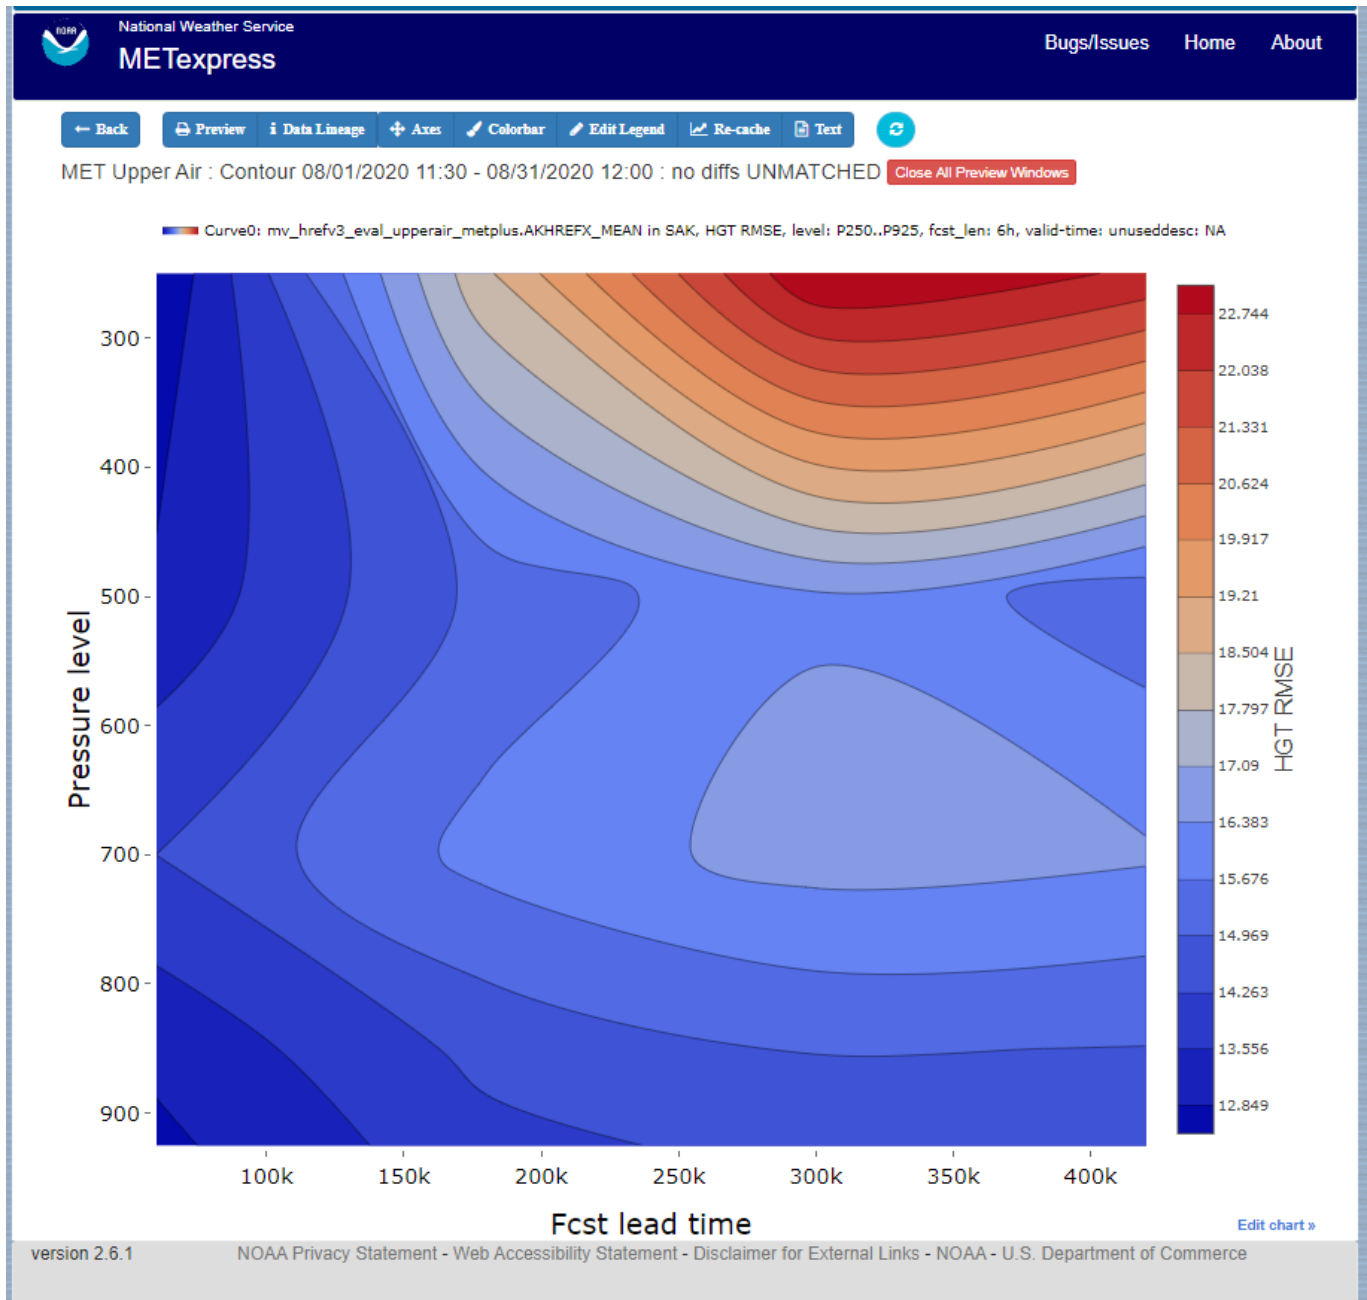 NOAA
National Weather Service
METexpress
Bugs/Issues Home About
← Back Preview i Data Lineage Axes Colorbar Edit Legend Re-cache Text
MET Upper Air : Contour 08/01/2020 11:30 - 08/31/2020 12:00 : no diffs UNMATCHED Close All Preview Windows
Curve0: mv_hrefv3_eval_upperair_metplus.AKHREFX_MEAN in SAK, HGT RMSE, level: P250..P925, fcst_len: 6h, valid-time: unuseddesc: NA
300
400
500
600
700
800
900
Pressure level
100k 150k 200k 250k 300k 350k 400k
Fcst lead time
22.744
22.038
21.331
20.624
19.917
19.21
18.504
17.797
17.09
16.383
15.676
14.969
14.263
13.556
12.849
HGT RMSE
Edit chart »
version 2.6.1 NOAA Privacy Statement - Web Accessibility Statement - Disclaimer for External Links - NOAA - U.S. Department of Commerce